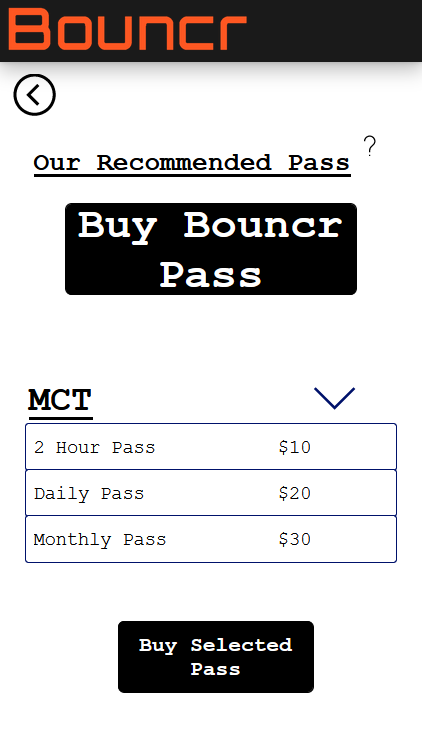 Bouncr
Our Recommended Pass
?
Buy Bouncr
Pass
MCT
2 Hour Pass $10
Daily Pass $20
Monthly Pass $30
Buy Selected
Pass